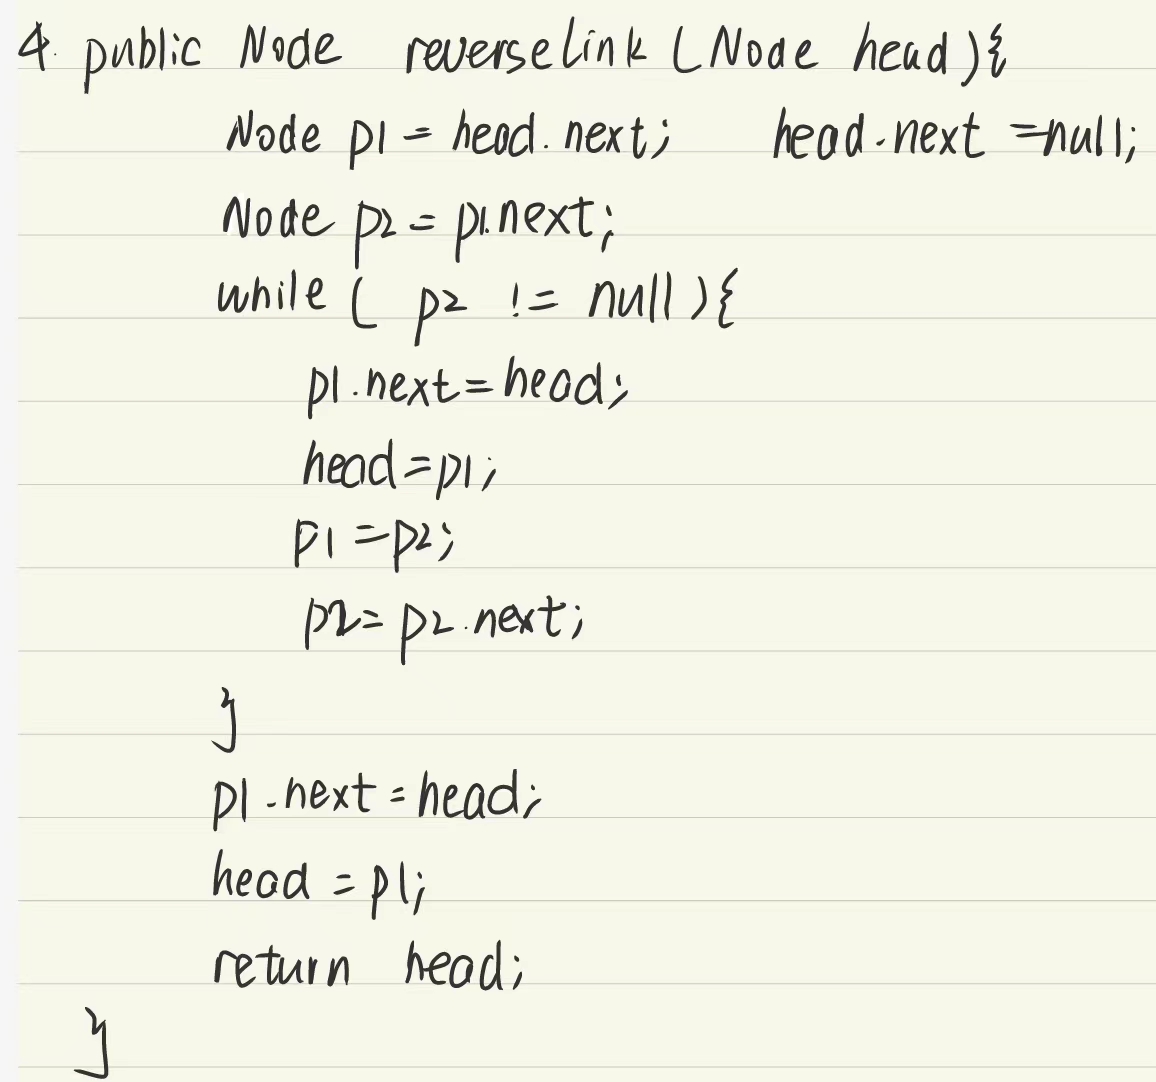 4. public Node reverselink (Node head){
Node p1 = head.next; head.next = null;
Node p2 = p1.next;
while ( p2 != null){
p1.next = head;
head = p1;
p1 = p2;
p2 = p2.next;
}
p1.next = head;
head = p1;
return head;
}